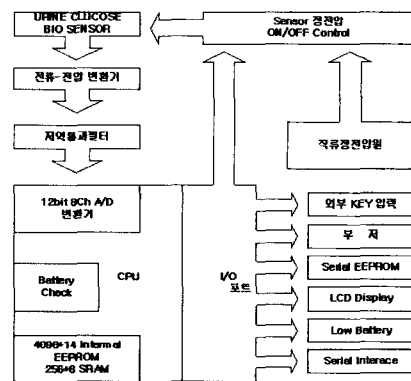 URINE CLUCOSE
BIO SENSOR
Sensor 정전압
ON/OFF Control
전류-전압 변환기
저역통과필터
직류정전압원
12bit 8Ch A/D
변환기
Battery
Check
CPU
I/O
포트
4096*14 Internal
EEPROM
256*8 SRAM
외부 KEY 입력
부 저
Serial EEPROM
LCD Display
Low Battery
Serial Interace